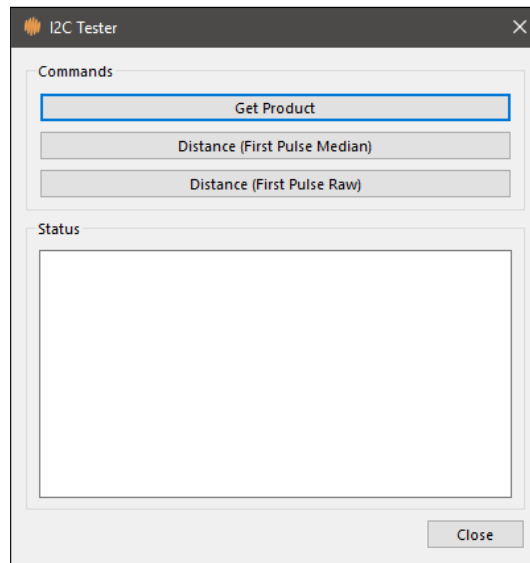 I2C Tester
Commands
Get Product
Distance (First Pulse Median)
Distance (First Pulse Raw)
Status
Close